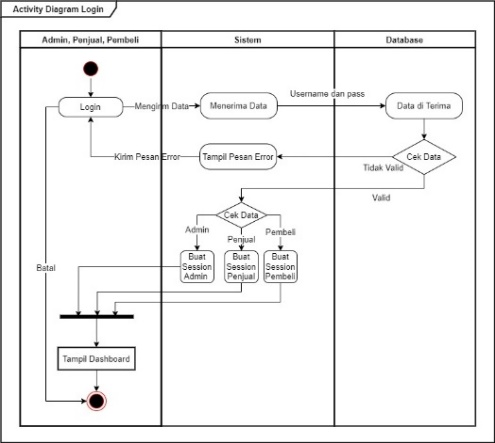 Activity Diagram Login
Admin, Penjual, Pembeli
Sistem
Database
Login
Mengirim Data
Menerima Data
Username dan pass
Data di Terima
Kirim Pesan Error
Tampil Pesan Error
Cek Data
Tidak Valid
Valid
Cek Data
Admin
Penjual
Pembeli
Buat
Session
Admin
Buat
Session
Penjual
Buat
Session
Pembeli
Batal
Tampil Dashboard